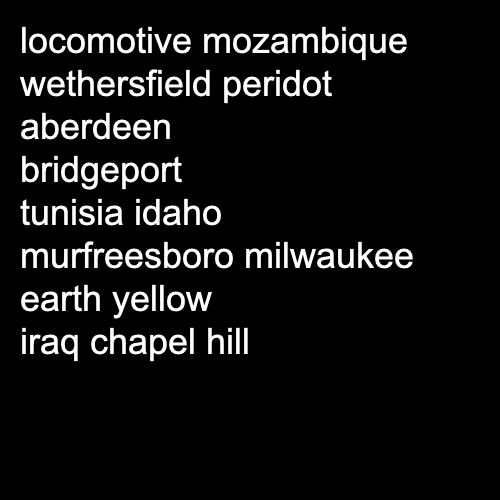 locomotive mozambique
wethersfield peridot
aberdeen
bridgeport
tunisia idaho
murfreesboro milwaukee
earth yellow
iraq chapel hill